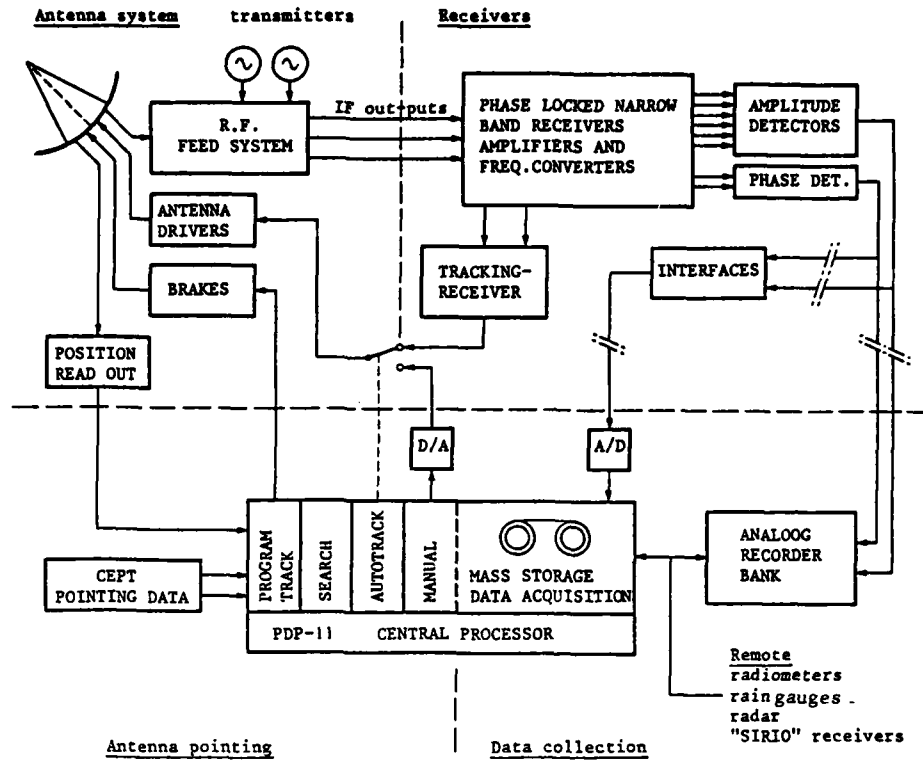 Antenna system
transmitters
Receivers
R.F.
FEED SYSTEM
IF out-puts
PHASE LOCKED NARROW
BAND RECEIVERS
AMPLIFIERS AND
FREQ.CONVERTERS
AMPLITUDE
DETECTORS
PHASE DET.
ANTENNA
DRIVERS
BRAKES
TRACKING-
RECEIVER
INTERFACES
POSITION
READ OUT
D/A
A/D
PROGRAM
TRACK
SEARCH
AUTOTRACK
MANUAL
MASS STORAGE
DATA ACQUISITION
ANALOOG
RECORDER
BANK
CEPT
POINTING DATA
PDP-11 CENTRAL PROCESSOR
Remote
radiometers
rain gauges -
radar
"SIRIO" receivers
Antenna pointing
Data collection